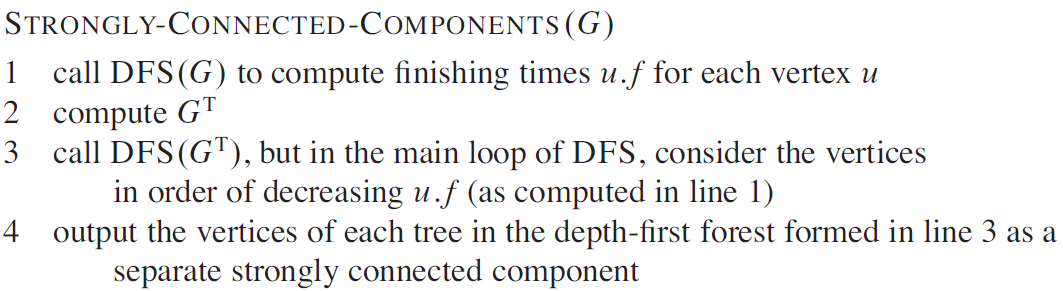 STRONGLY-CONNECTED-COMPONENTS(G)
1 call DFS(G) to compute finishing times u.f for each vertex u
2 compute Gᵀ
3 call DFS(Gᵀ), but in the main loop of DFS, consider the vertices
in order of decreasing u.f (as computed in line 1)
4 output the vertices of each tree in the depth-first forest formed in line 3 as a
separate strongly connected component